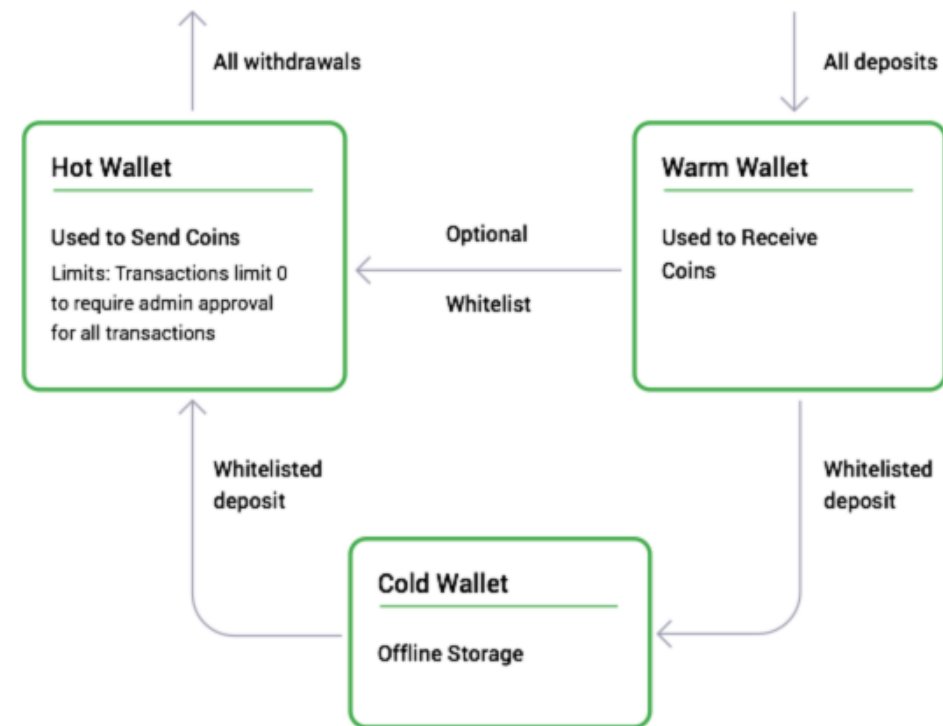 All withdrawals
All deposits
Hot Wallet
Used to Send Coins
Limits: Transactions limit 0
to require admin approval
for all transactions
Optional
Whitelist
Warm Wallet
Used to Receive
Coins
Whitelisted
deposit
Whitelisted
deposit
Cold Wallet
Offline Storage